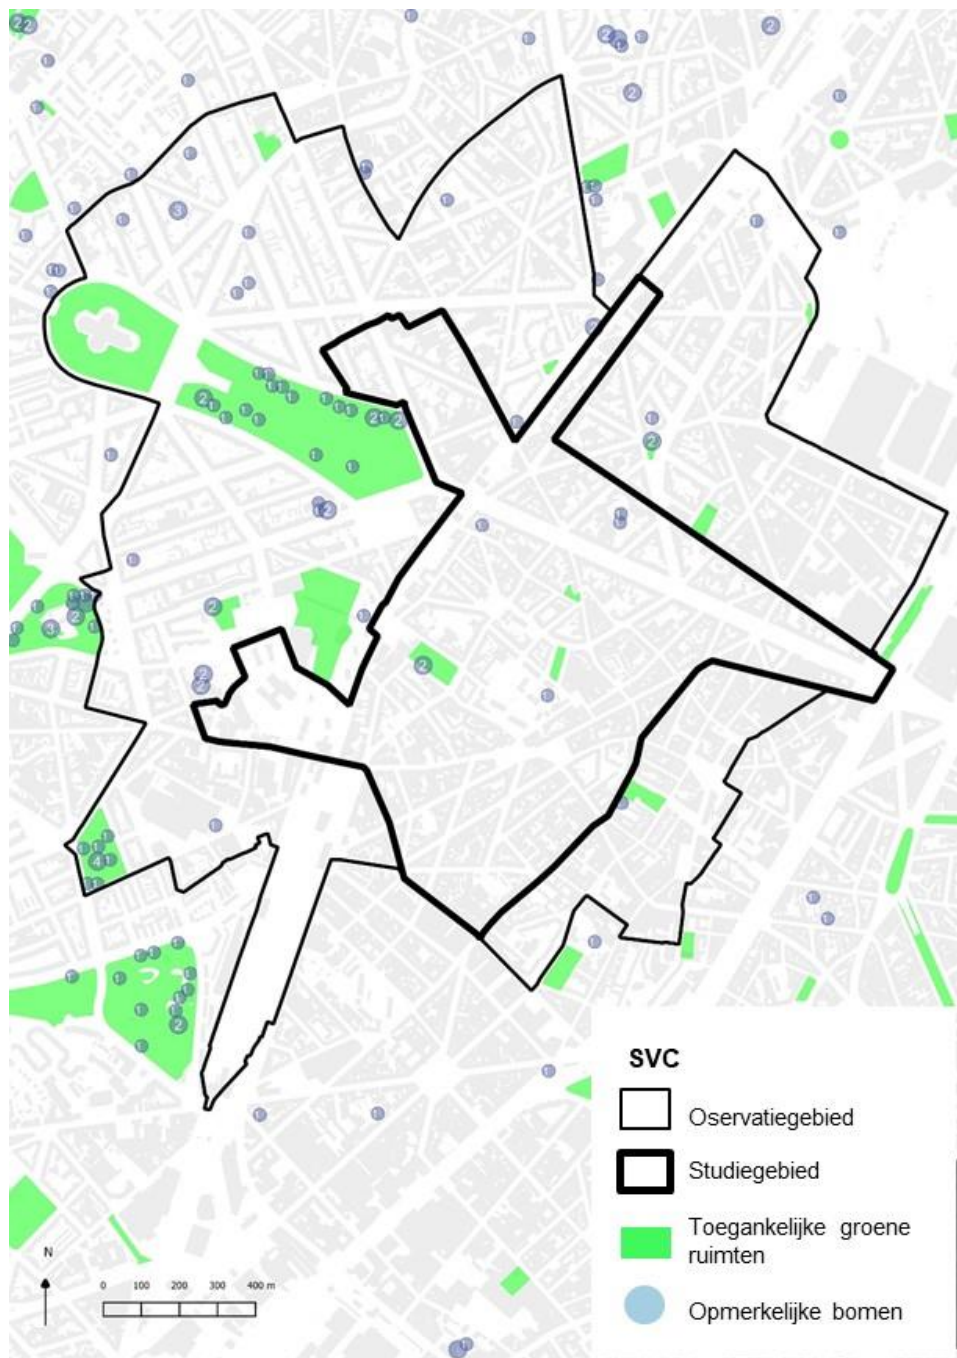 SVC
Oservatiegebied
Studiegebied
Toegankelijke groene
ruimten
Opmerkelijke bomen
N
0 100 200 300 400 m